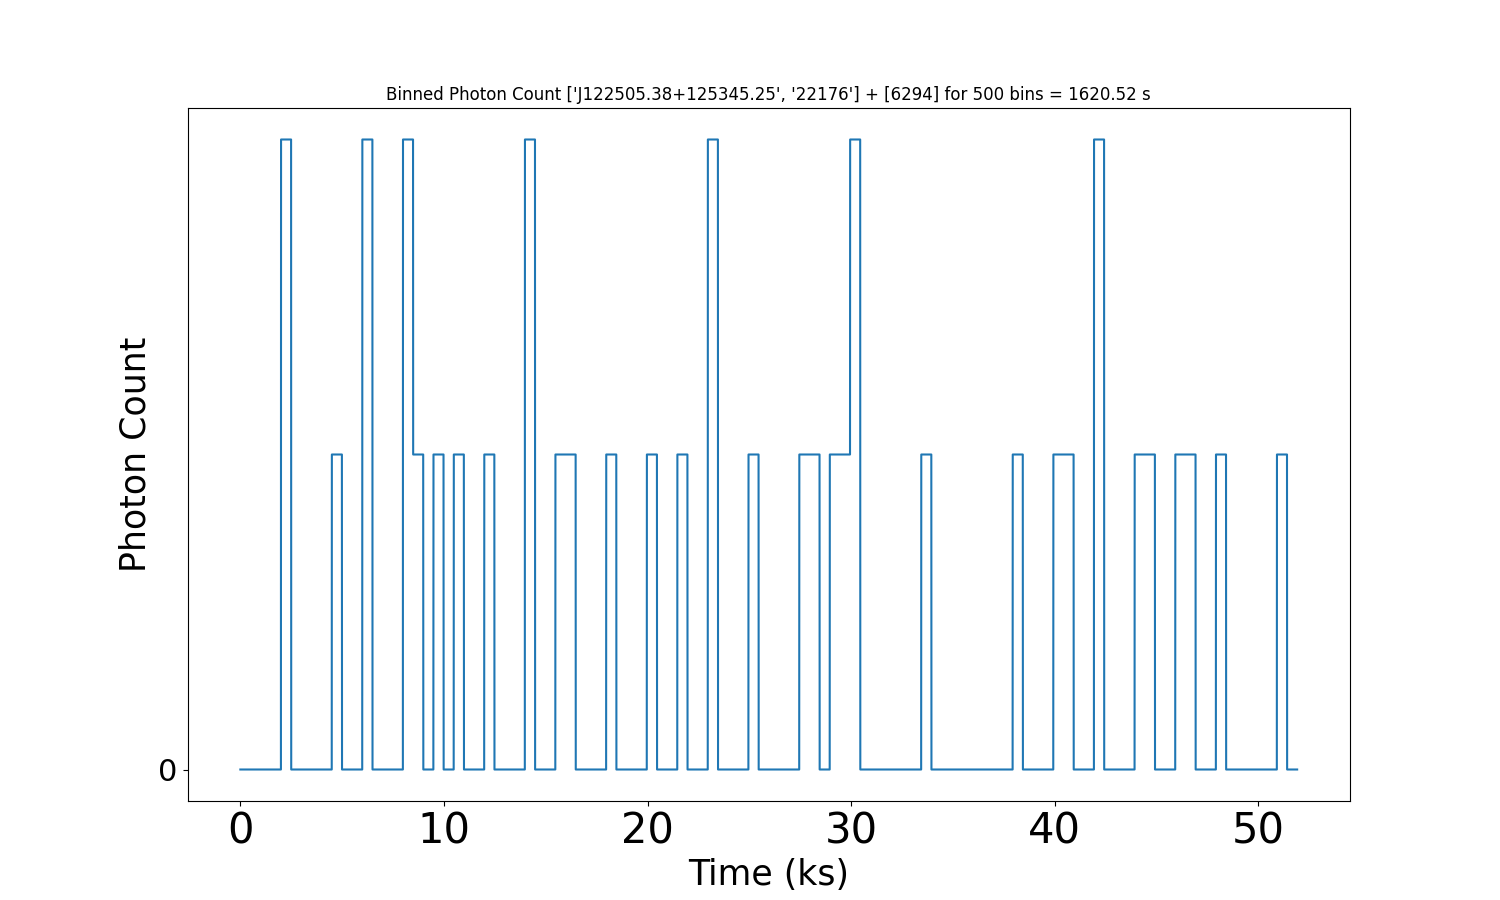 Binned Photon Count ['J122505.38+125345.25', '22176'] + [6294] for 500 bins = 1620.52 s
Photon Count
0
0 10 20 30 40 50
Time (ks)